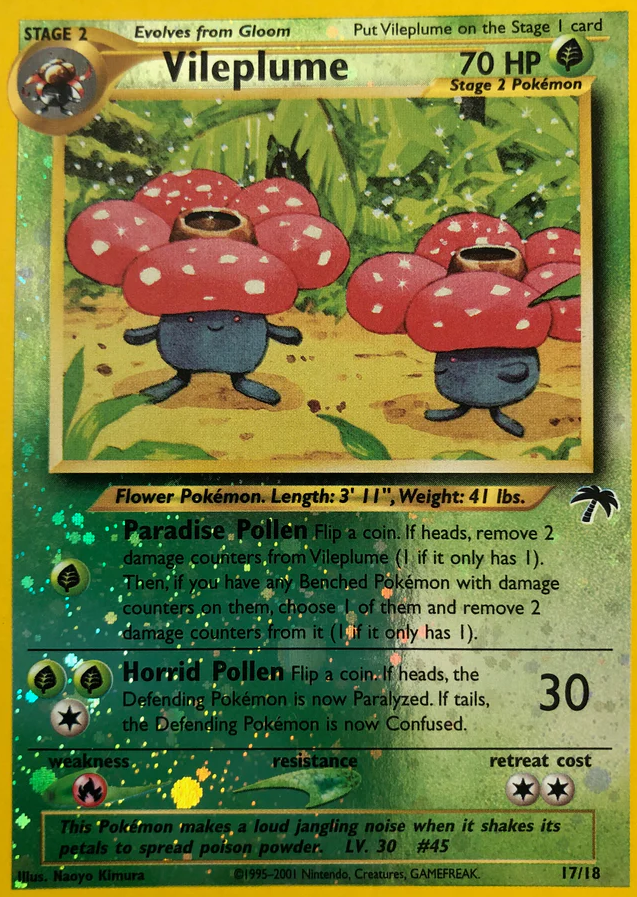 STAGE 2 Evolves from Gloom Put Vileplume on the Stage 1 card
Vileplume 70 HP
Stage 2 Pokémon
Flower Pokémon. Length: 3' 11", Weight: 41 lbs.
Paradise Pollen Flip a coin. If heads, remove 2
damage counters from Vileplume (1 if it only has 1).
Then, if you have any Benched Pokémon with damage
counters on them, choose 1 of them and remove 2
damage counters from it (1 if it only has 1).
Horrid Pollen Flip a coin. If heads, the
Defending Pokémon is now Paralyzed. If tails,
the Defending Pokémon is now Confused.
30
weakness resistance retreat cost
This Pokémon makes a loud jangling noise when it shakes its
petals to spread poison powder. LV. 30 #45
Illus. Naoyo Kimura ©1995-2001 Nintendo, Creatures, GAMEFREAK. 17/18